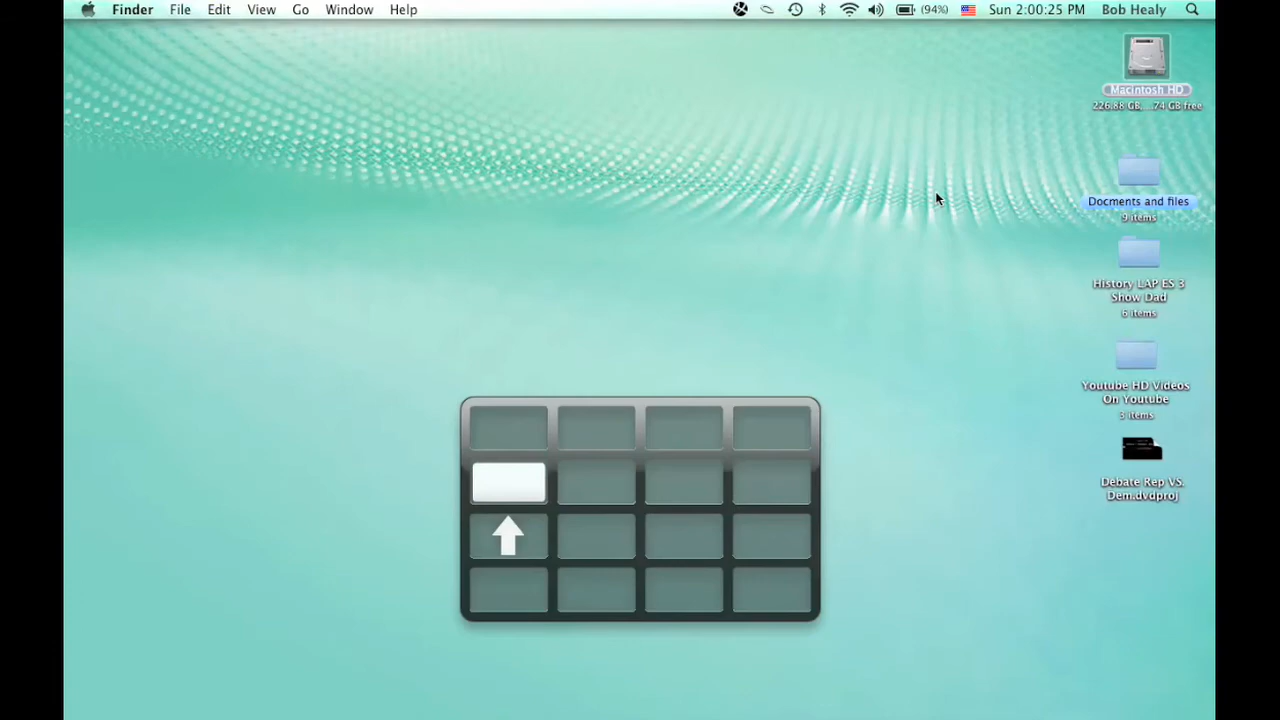 Finder File Edit View Go Window Help (94%) Sun 2:00:25 PM Bob Healy
Macintosh HD
226.88 GB,....74 GB free
Docments and files
9 items
History LAP ES 3
Show Dad
6 items
Youtube HD Videos
On Youtube
3 items
Debate Rep VS.
Dem.dvdproj